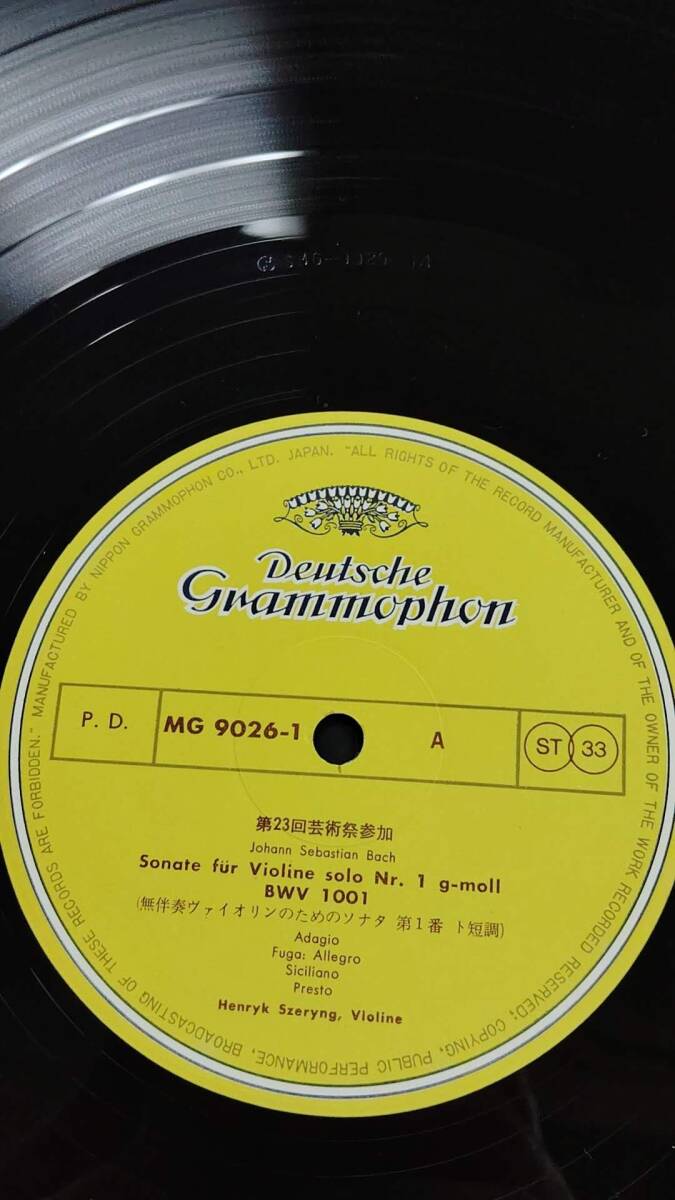 Deutsche
Grammophon
P. D.
MG 9026-1
A
ST 33
第23回芸術祭参加
Johann Sebastian Bach
Sonate für Violine solo Nr. 1 g-moll
BWV 1001
(無伴奏ヴァイオリンのためのソナタ 第1番 ト短調)
Adagio
Fuga: Allegro
Siciliano
Presto
Henryk Szeryng, Violine
MANUFACTURED BY NIPPON GRAMMOPHON CO., LTD. JAPAN. "ALL RIGHTS OF THE RECORD MANUFACTURER AND OF THE OWNER OF THE WORK RECORDED RESERVED; COPYING, PUBLIC PERFORMANCE, BROADCASTING OF THESE RECORDS ARE FORBIDDEN."